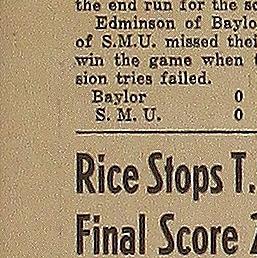 the end run for the
Edminson of Baylo
of S.M.U. missed thei
win the game when
sion tries failed.
Baylor 0
S. M. U. 0
Rice Stops T.
Final Score